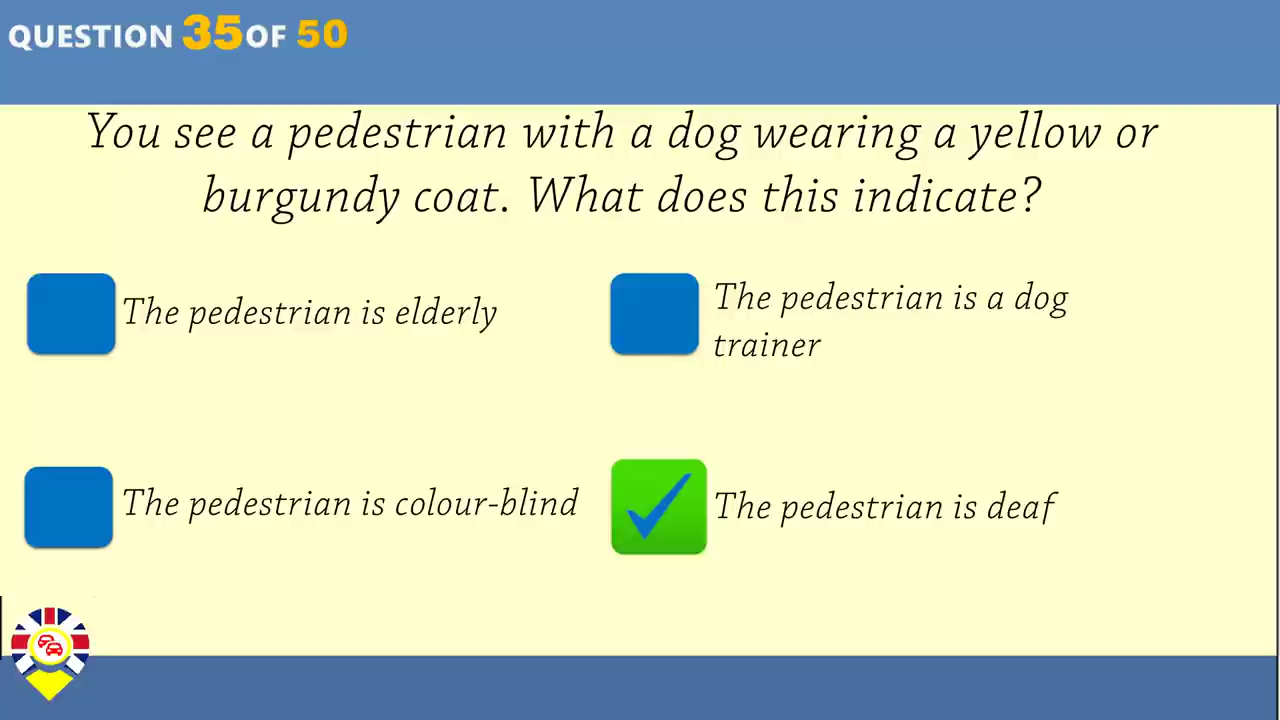 QUESTION 35 OF 50
You see a pedestrian with a dog wearing a yellow or
burgundy coat. What does this indicate?
The pedestrian is elderly
The pedestrian is a dog
trainer
The pedestrian is colour-blind
The pedestrian is deaf